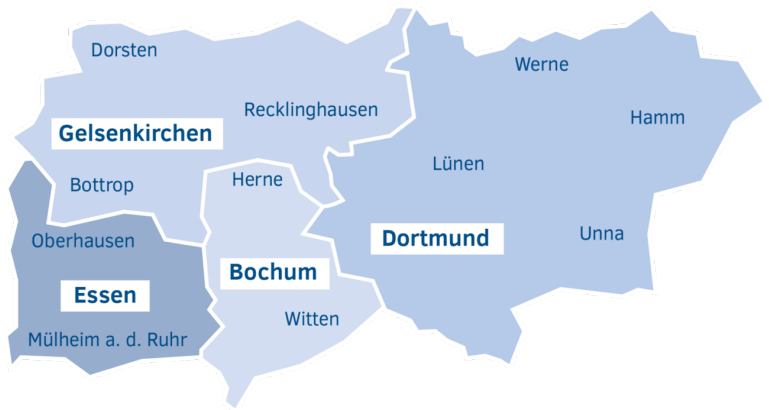 Dorsten
Werne
Recklinghausen
Hamm
Gelsenkirchen
Lünen
Bottrop
Herne
Oberhausen
Dortmund
Unna
Bochum
Essen
Witten
Mülheim a. d. Ruhr